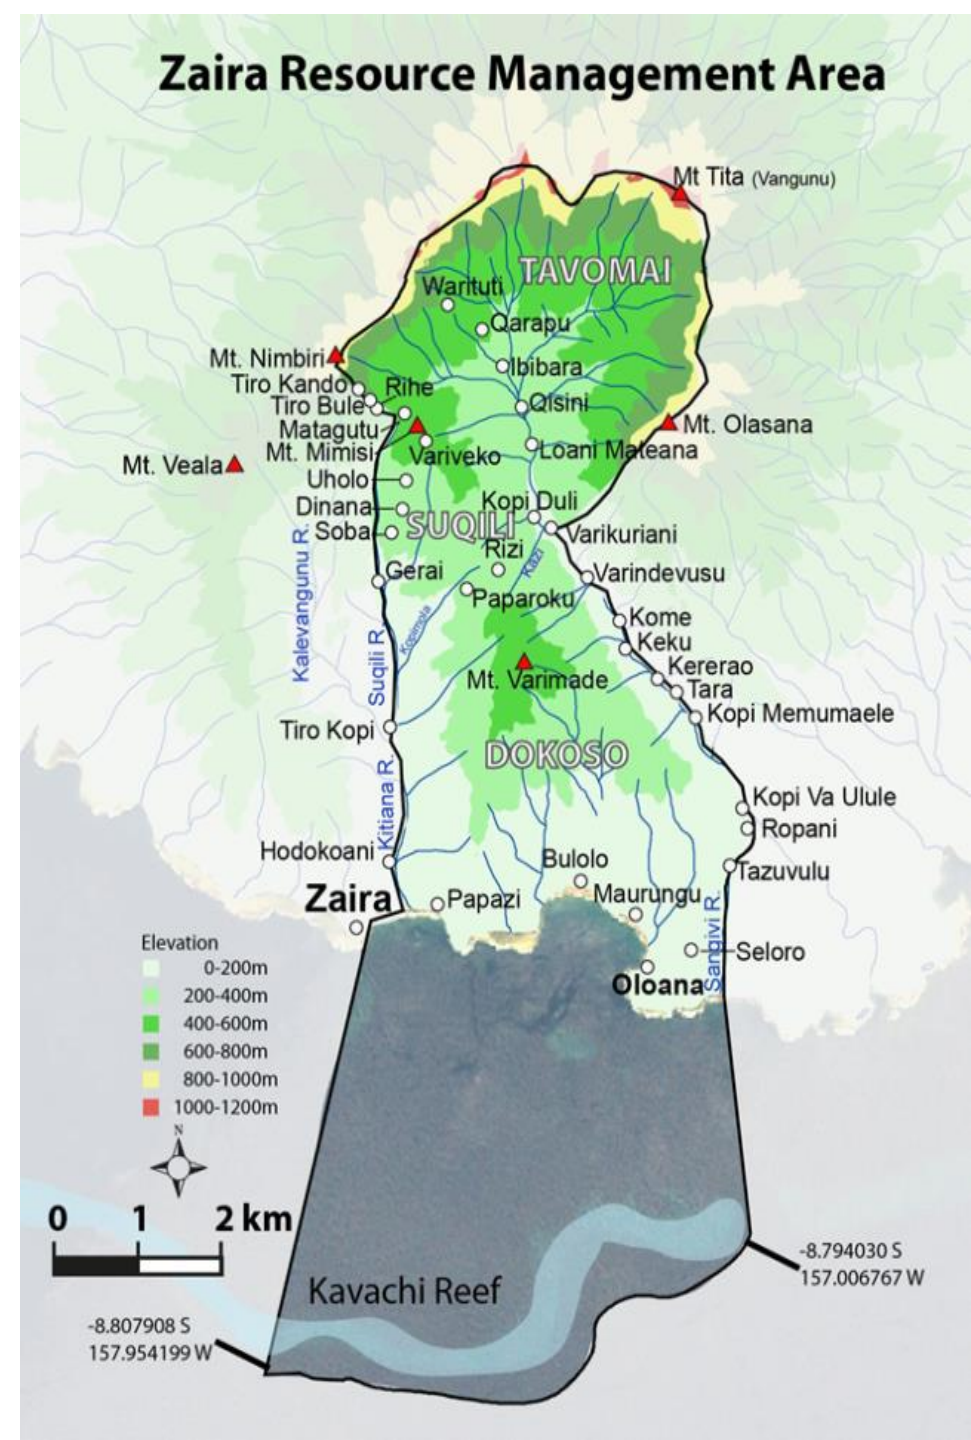 Zaira Resource Management Area
Mt Tita (Vangunu)
TAVOMAI
Warituti
Qarapu
Mt. Nimbiri
Ibibara
Tiro Kando
Rihe
Tiro Bule
Qisini
Matagutu
Mt. Olasana
Mt. Mimisi
Variveko
Loani Mateana
Mt. Veala
Uholo
Dinana
Kopi Duli
SUQILI
Soba
Varikuriani
Rizi
Kazi
Kalevangunu R.
Gerai
Varindevusu
Paparoku
Kopimola
Kome
Keku
Suqili R.
Kererao
Mt. Varimade
Tara
Kopi Memumaele
Tiro Kopi
DOKOSO
Kitiana R.
Kopi Va Ulule
Ropani
Hodokoani
Bulolo
Tazuvulu
Zaira
Papazi
Maurungu
Sangivi R.
Seloro
Oloana
Elevation
0-200m
200-400m
400-600m
600-800m
800-1000m
1000-1200m
N
0 1 2 km
-8.794030 S
157.006767 W
Kavachi Reef
-8.807908 S
157.954199 W